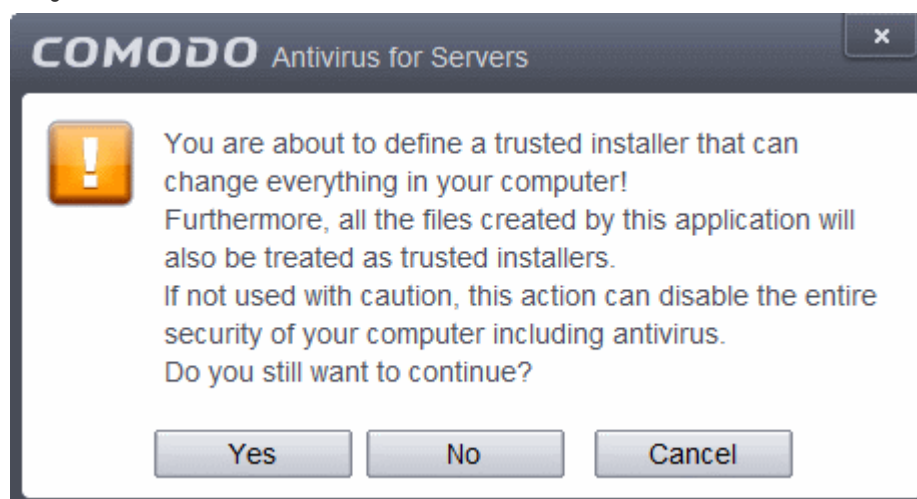 COMODO Antivirus for Servers
You are about to define a trusted installer that can
change everything in your computer!
Furthermore, all the files created by this application will
also be treated as trusted installers.
If not used with caution, this action can disable the entire
security of your computer including antivirus.
Do you still want to continue?
Yes No Cancel